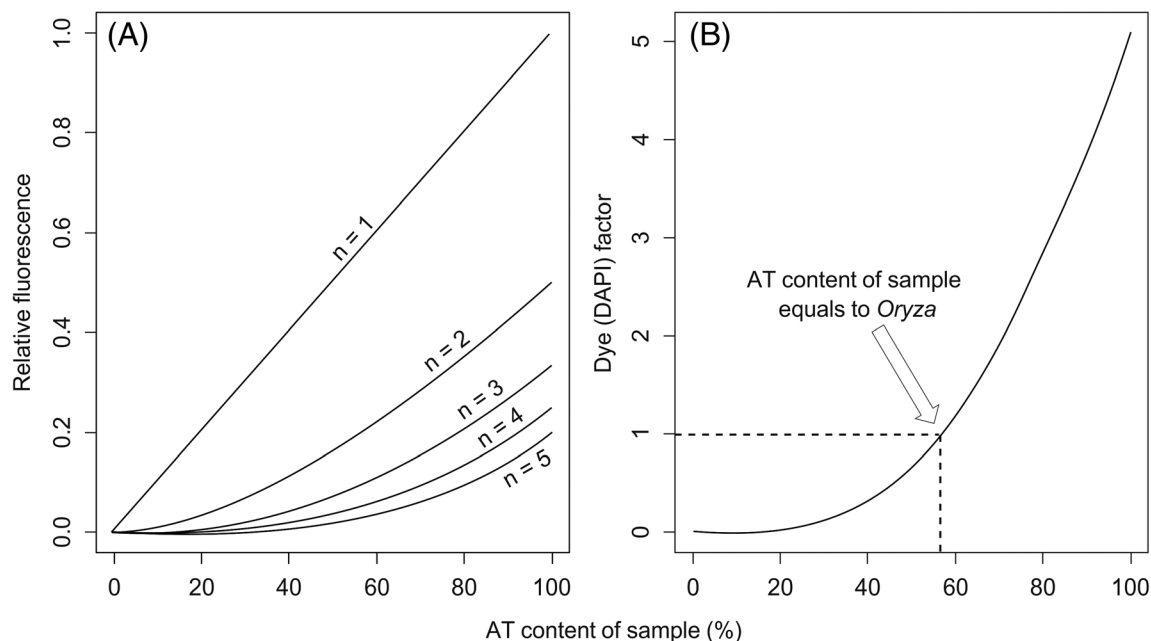 (A)
Relative fluorescence
1.0
0.8
0.6
0.4
0.2
0.0
n = 1
n = 2
n = 3
n = 4
n = 5
0 20 40 60 80 100
(B)
Dye (DAPI) factor
5
4
3
2
1
0
AT content of sample
equals to Oryza
0 20 40 60 80 100
AT content of sample (%)